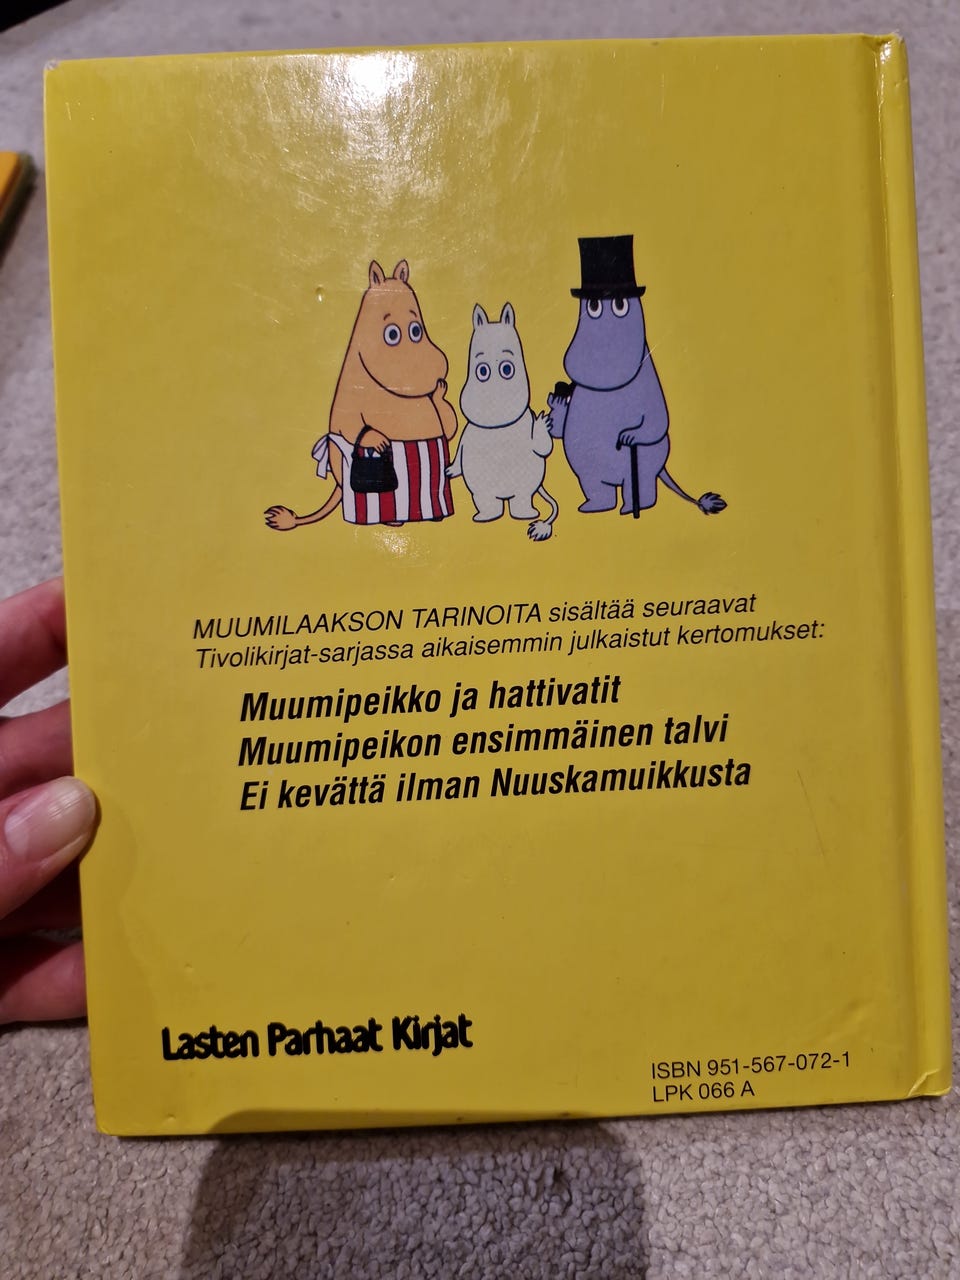 MUUMILAAKSON TARINOITA sisältää seuraavat
Tivolikirjat-sarjassa aikaisemmin julkaistut kertomukset:
Muumipeikko ja hattivatit
Muumipeikon ensimmäinen talvi
Ei kevättä ilman Nuuskamuikkusta
Lasten Parhaat Kirjat
ISBN 951-567-072-1
LPK 066 A